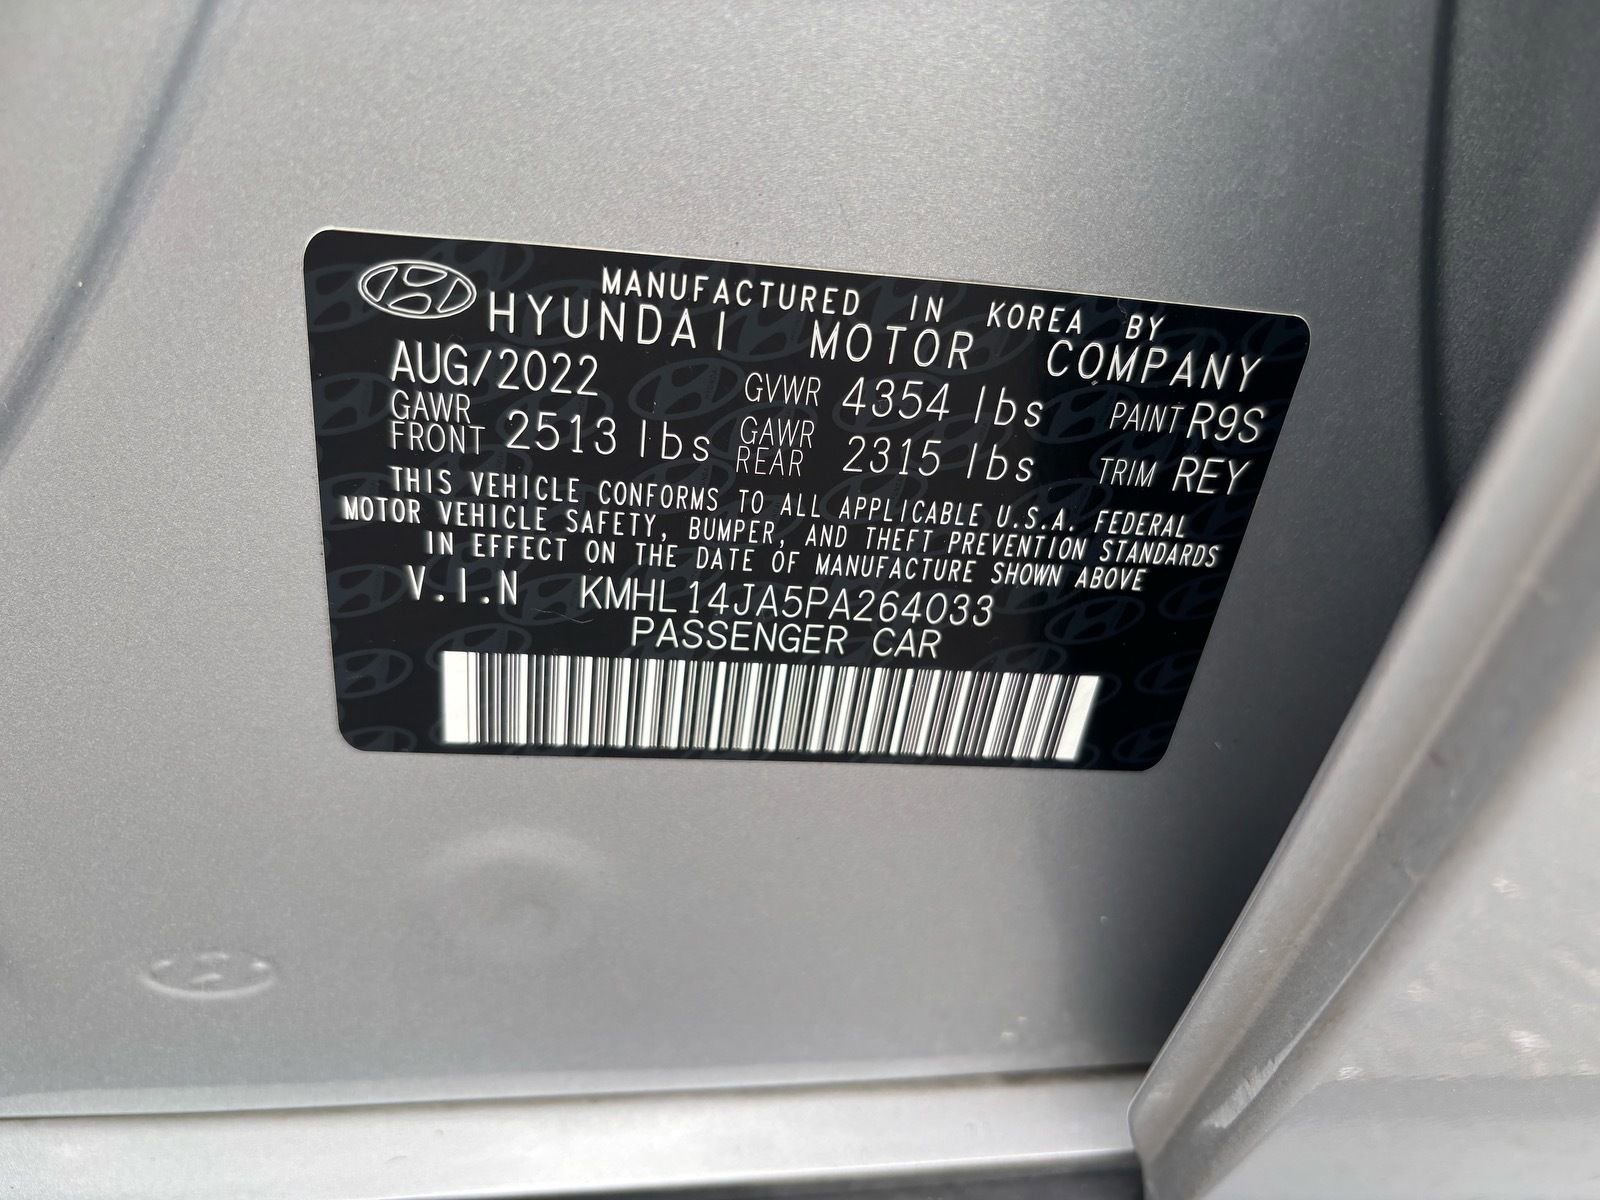 MANUFACTURED IN KOREA BY
HYUNDAI MOTOR COMPANY
AUG/2022 GVWR 4354 lbs PAINT R9S
GAWR FRONT 2513 lbs GAWR REAR 2315 lbs TRIM REY
THIS VEHICLE CONFORMS TO ALL APPLICABLE U.S.A. FEDERAL
MOTOR VEHICLE SAFETY, BUMPER, AND THEFT PREVENTION STANDARDS
IN EFFECT ON THE DATE OF MANUFACTURE SHOWN ABOVE
V.I.N KMHL14JA5PA264033
PASSENGER CAR